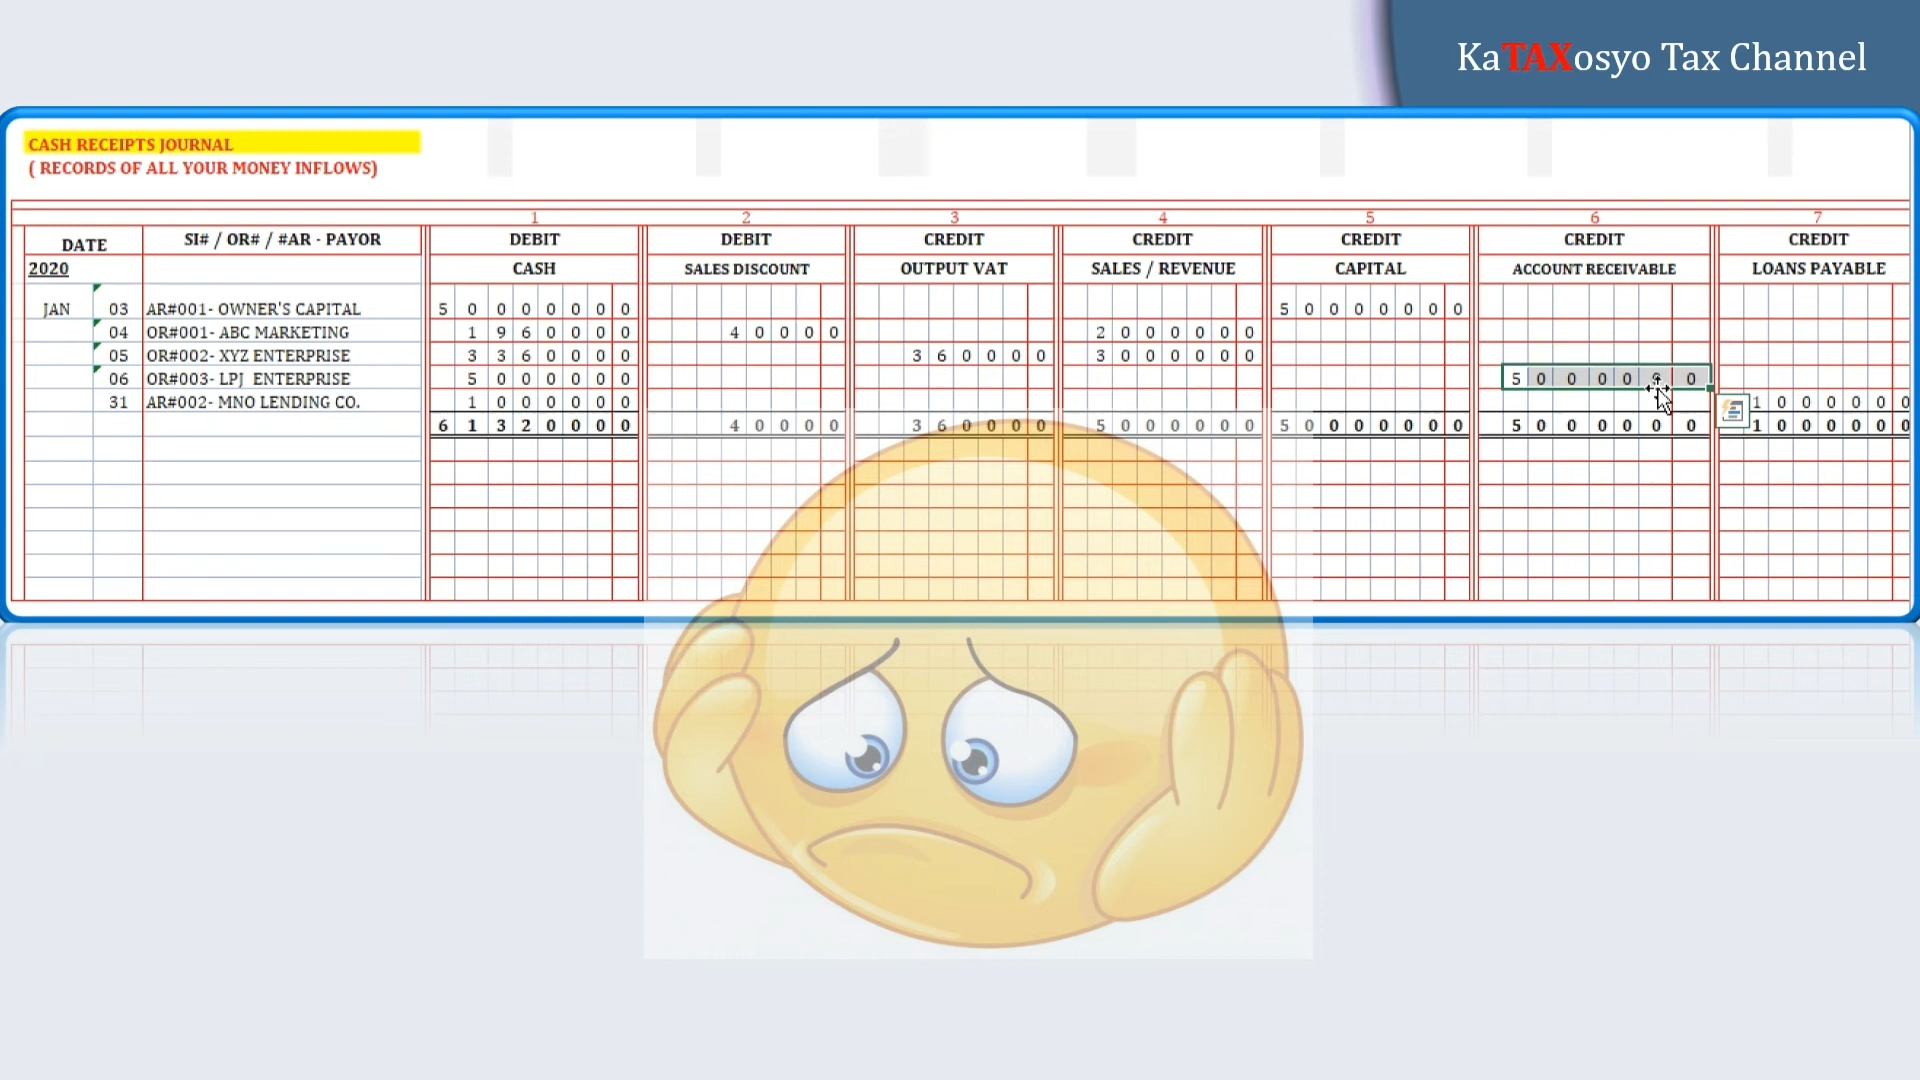 KaTAXosyo Tax Channel
CASH RECEIPTS JOURNAL
( RECORDS OF ALL YOUR MONEY INFLOWS)
1 2 3 4 5 6 7
DATE SI# / OR# / #AR - PAYOR DEBIT DEBIT CREDIT CREDIT CREDIT CREDIT CREDIT
2020 CASH SALES DISCOUNT OUTPUT VAT SALES / REVENUE CAPITAL ACCOUNT RECEIVABLE LOANS PAYABLE
JAN 03 AR#001- OWNER'S CAPITAL 5 0 0 0 0 0 0 0 5 0 0 0 0 0 0 0
04 OR#001- ABC MARKETING 1 9 6 0 0 0 0 4 0 0 0 0 2 0 0 0 0 0 0
05 OR#002- XYZ ENTERPRISE 3 3 6 0 0 0 0 3 6 0 0 0 0 3 0 0 0 0 0 0
06 OR#003- LPJ ENTERPRISE 5 0 0 0 0 0 0 5 0 0 0 0 0 0
31 AR#002- MNO LENDING CO. 1 0 0 0 0 0 0 1 0 0 0 0 0 0
6 1 3 2 0 0 0 0 4 0 0 0 0 3 6 0 0 0 0 5 0 0 0 0 0 0 5 0 0 0 0 0 0 0 5 0 0 0 0 0 0 1 0 0 0 0 0 0